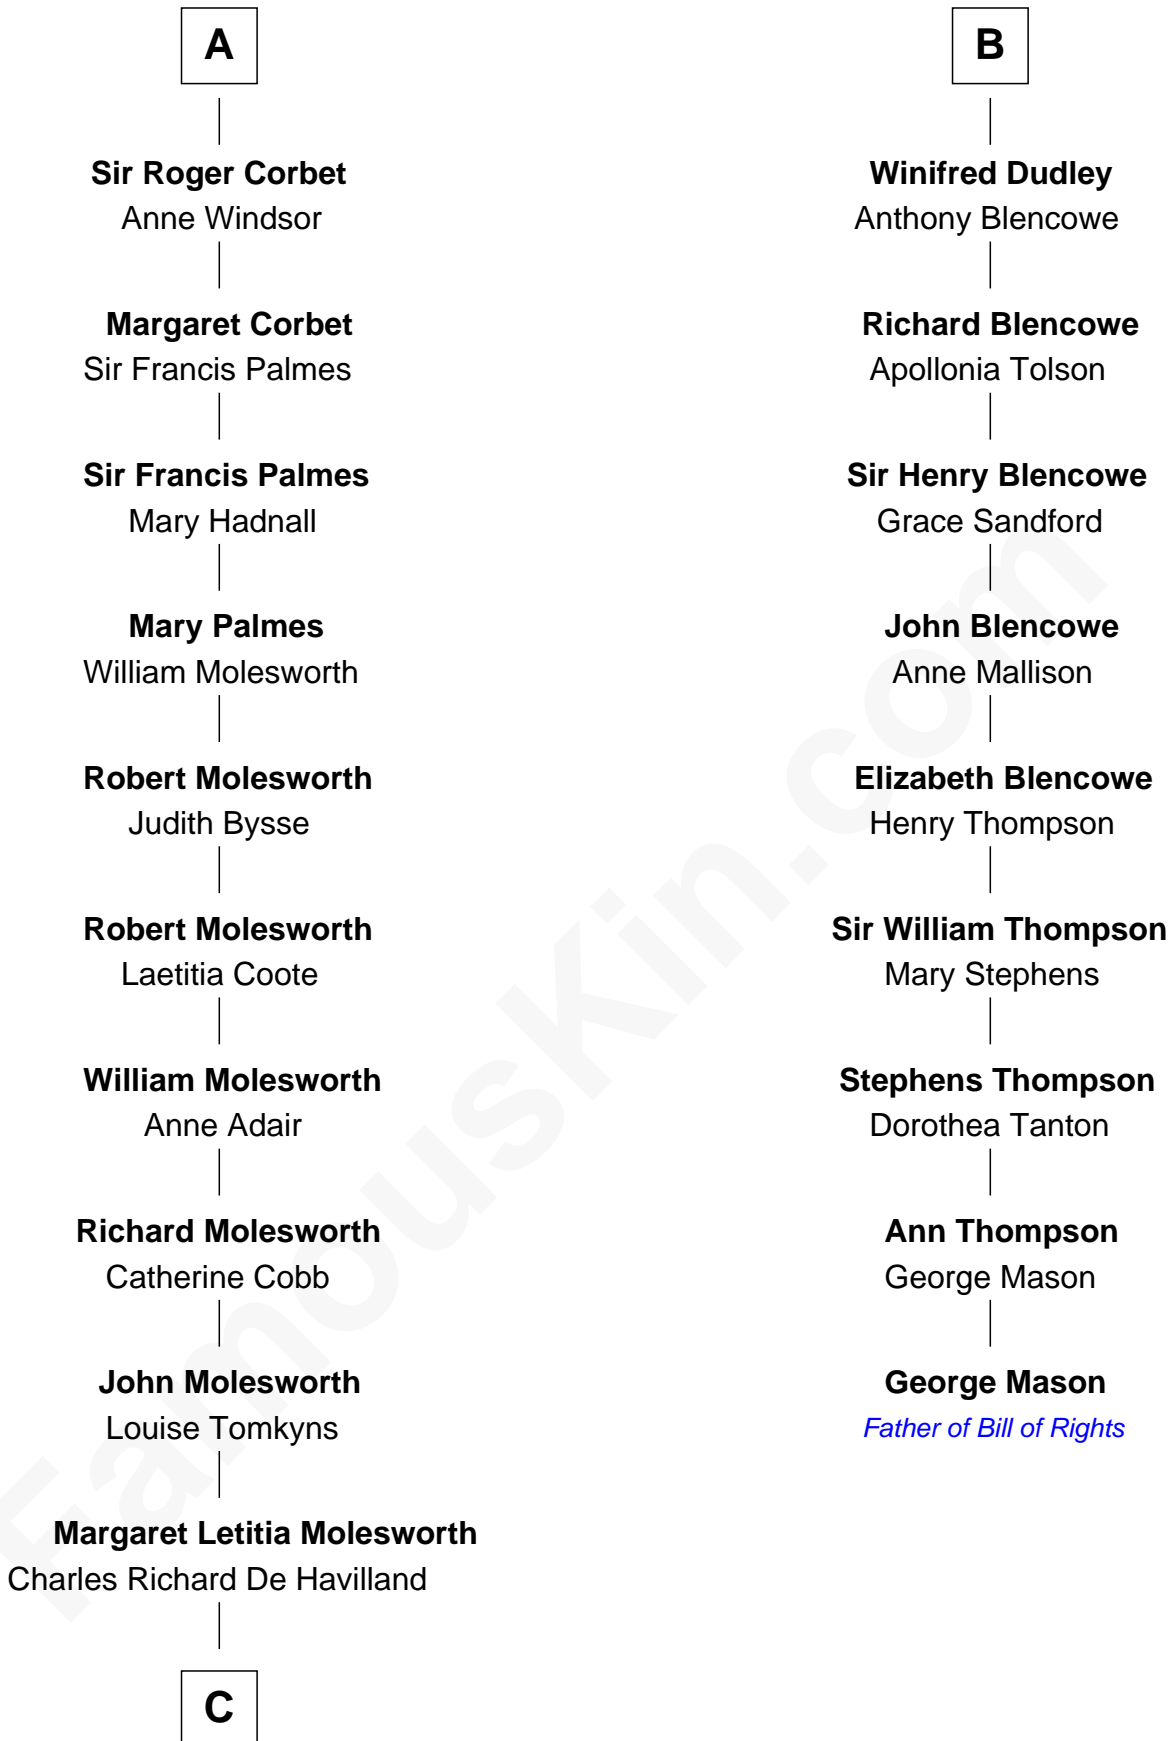 A
Sir Roger Corbet
Anne Windsor
Margaret Corbet
Sir Francis Palmes
Sir Francis Palmes
Mary Hadnall
Mary Palmes
William Molesworth
Robert Molesworth
Judith Bysse
Robert Molesworth
Laetitia Coote
William Molesworth
Anne Adair
Richard Molesworth
Catherine Cobb
John Molesworth
Louise Tomkyns
Margaret Letitia Molesworth
Charles Richard De Havilland
C
B
Winifred Dudley
Anthony Blencowe
Richard Blencowe
Apollonia Tolson
Sir Henry Blencowe
Grace Sandford
John Blencowe
Anne Mallison
Elizabeth Blencowe
Henry Thompson
Sir William Thompson
Mary Stephens
Stephens Thompson
Dorothea Tanton
Ann Thompson
George Mason
George Mason
Father of Bill of Rights
FamousKin.com